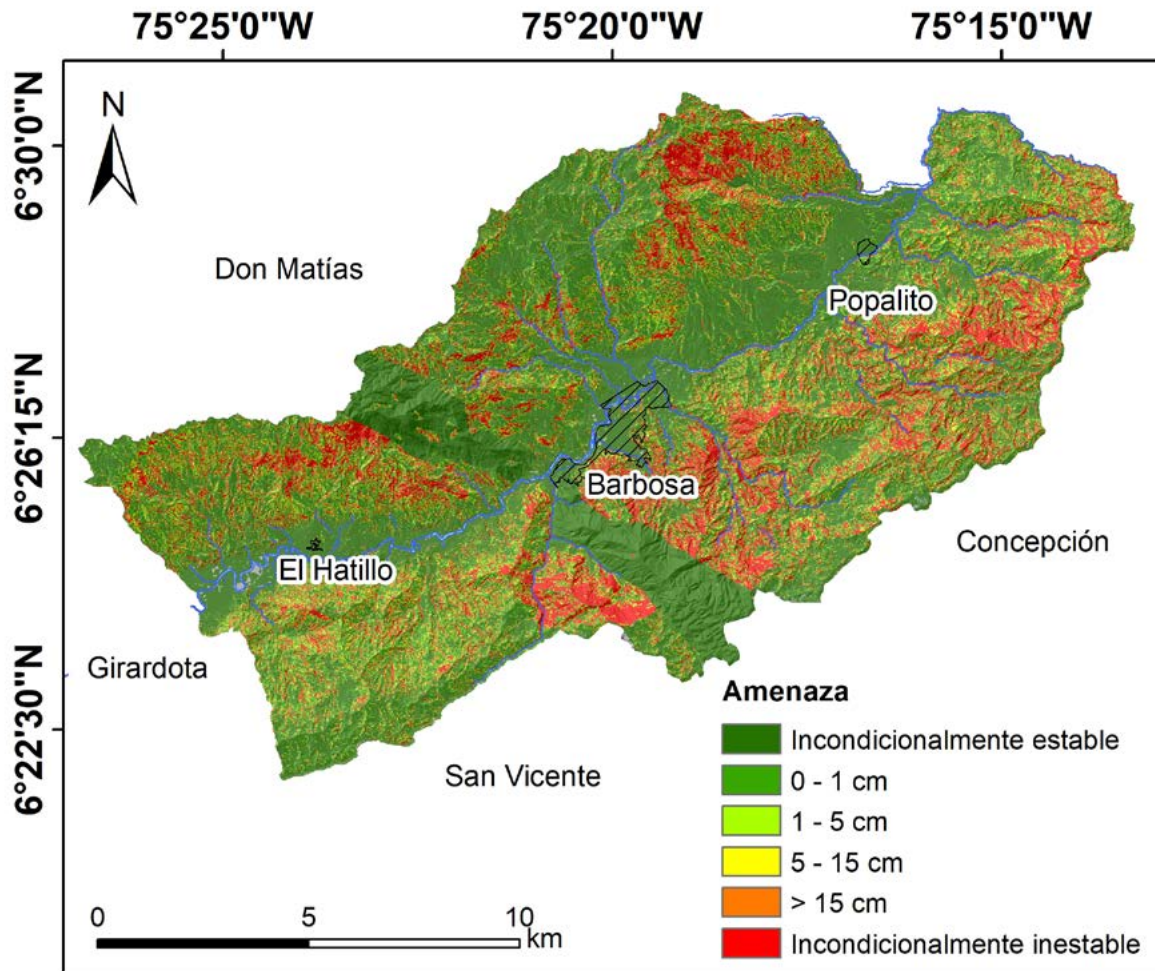 75°25'0"W
75°20'0"W
75°15'0"W
6°30'0"N
6°26'15"N
6°22'30"N
N
Don Matías
Popalito
Barbosa
El Hatillo
Concepción
Girardota
San Vicente
Amenaza
Incondicionalmente estable
0 - 1 cm
1 - 5 cm
5 - 15 cm
> 15 cm
Incondicionalmente inestable
0 5 10
km